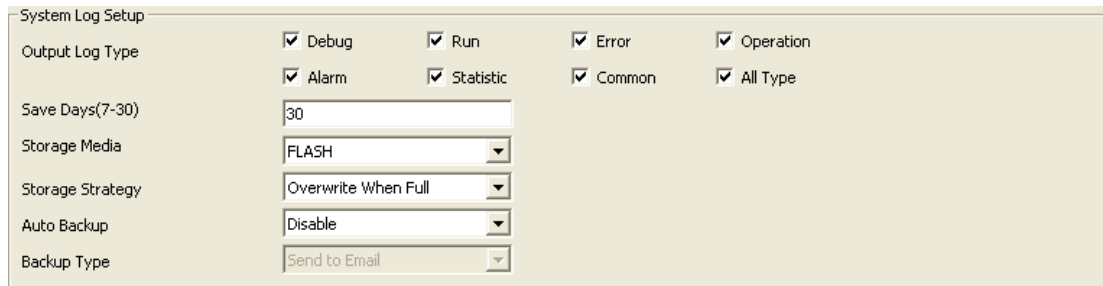 System Log Setup
Output Log Type Debug Run Error Operation
Alarm Statistic Common All Type
Save Days(7-30) 30
Storage Media FLASH
Storage Strategy Overwrite When Full
Auto Backup Disable
Backup Type Send to Email